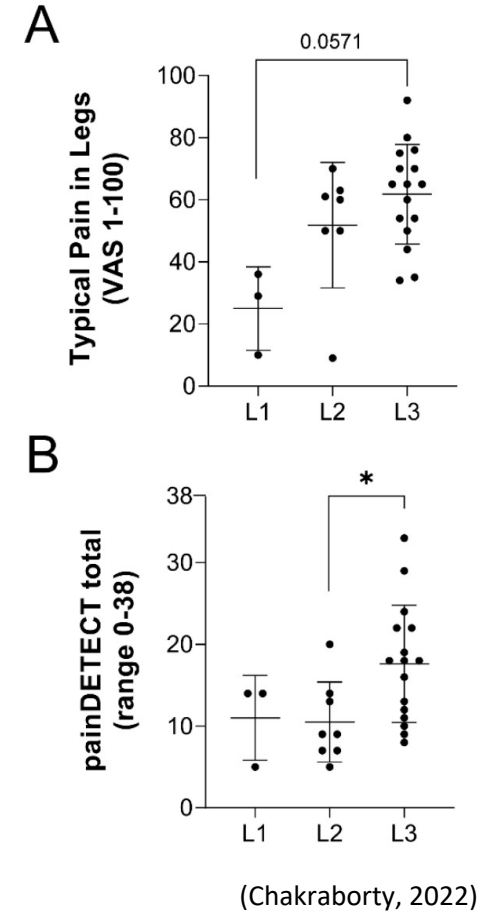 A
0.0571
Typical Pain in Legs
(VAS 1-100)
100
80
60
40
20
0
L1 L2 L3
B
*
painDETECT total
(range 0-38)
38
30
20
10
0
L1 L2 L3
(Chakraborty, 2022)